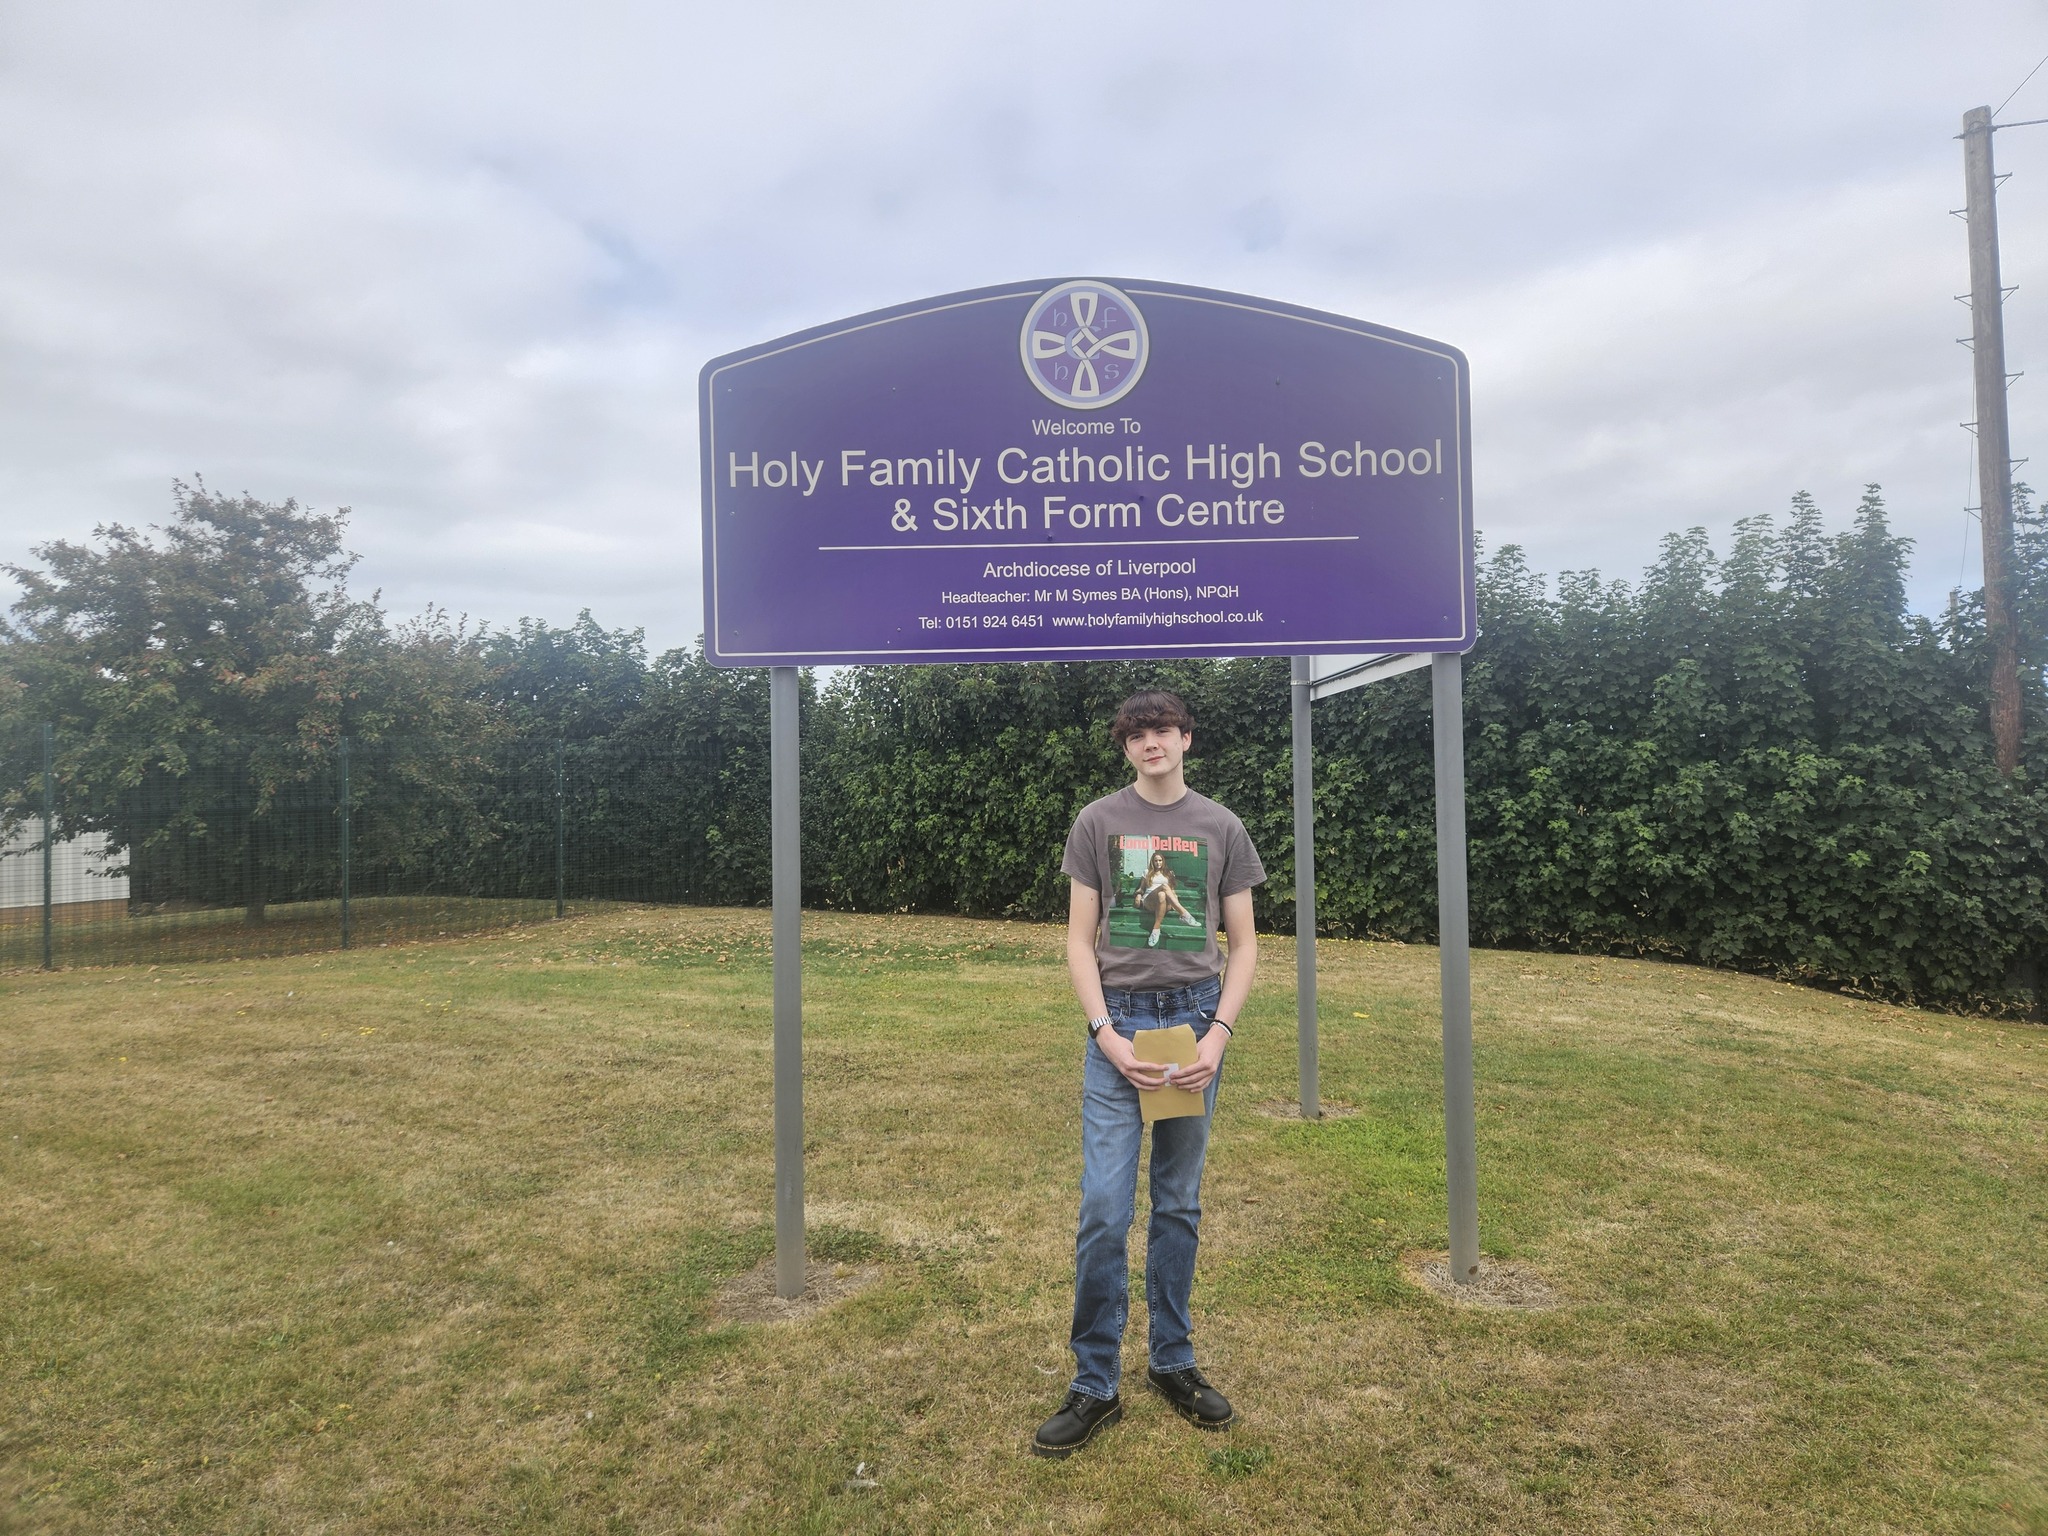 h f
C
h s
Welcome To
Holy Family Catholic High School
& Sixth Form Centre
Archdiocese of Liverpool
Headteacher: Mr M Symes BA (Hons), NPQH
Tel: 0151 924 6451 www.holyfamilyhighschool.co.uk
Lana Del Rey